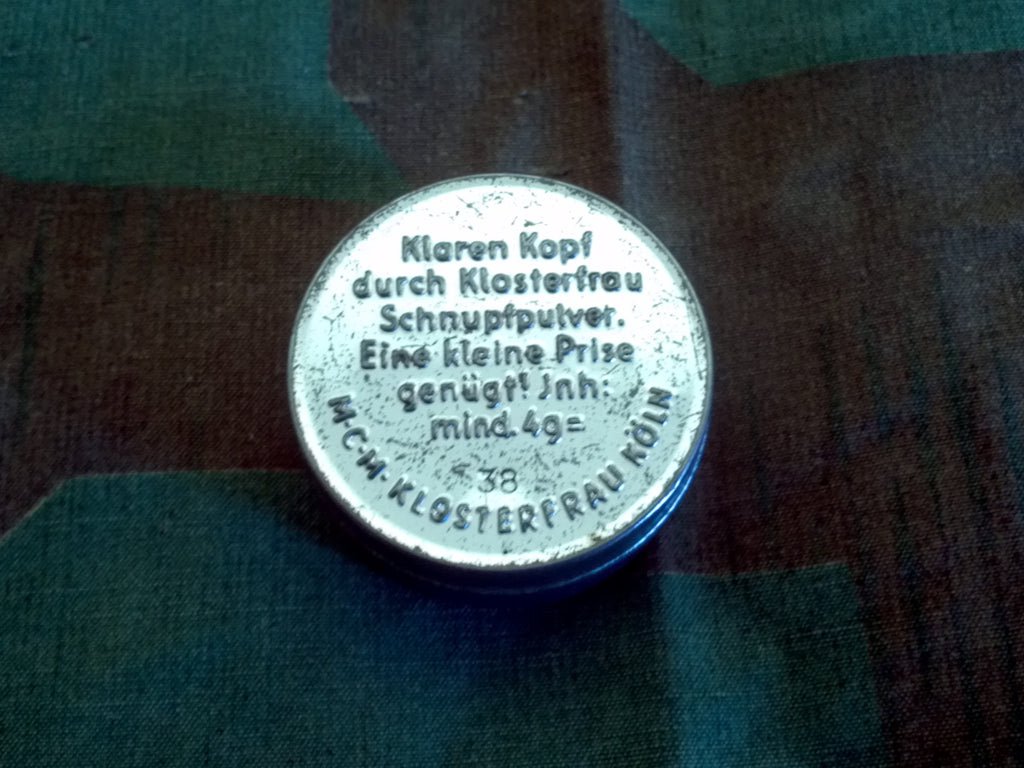 Klaren Kopf
durch Klosterfrau
Schnupfpulver.
Eine kleine Prise
genügt! Jnh:
mind. 4g=
38
M·C·M·KLOSTERFRAU KÖLN